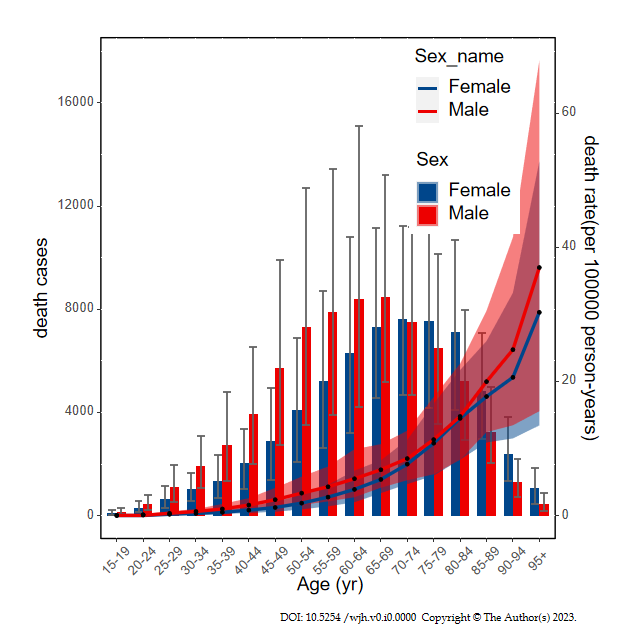 Sex_name
Female
Male
Sex
Female
Male
death cases
16000
12000
8000
4000
0
60
40
20
0
death rate(per 100000 person-years)
15-19
20-24
25-29
30-34
35-39
40-44
45-49
50-54
55-59
60-64
65-69
70-74
75-79
80-84
85-89
90-94
95+
Age (yr)
DOI: 10.5254 /wjh.v0.i0.0000 Copyright © The Author(s) 2023.